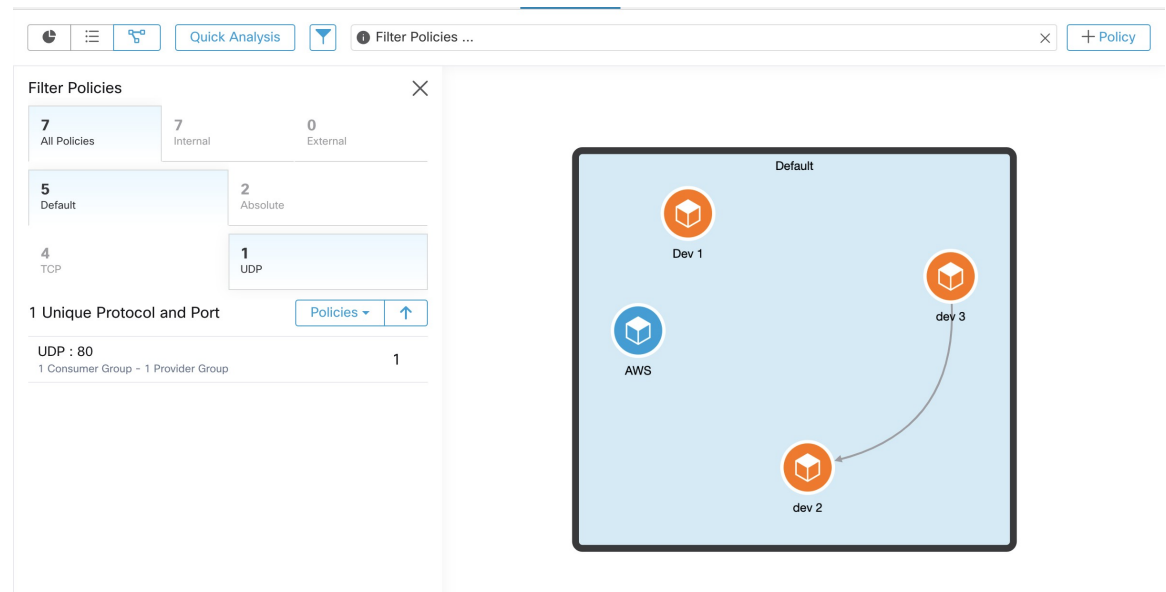 Quick Analysis
Filter Policies ...
+ Policy
Filter Policies
7
All Policies
7
Internal
0
External
5
Default
2
Absolute
4
TCP
1
UDP
1 Unique Protocol and Port
Policies
UDP : 80
1 Consumer Group - 1 Provider Group
1
Default
Dev 1
dev 3
AWS
dev 2